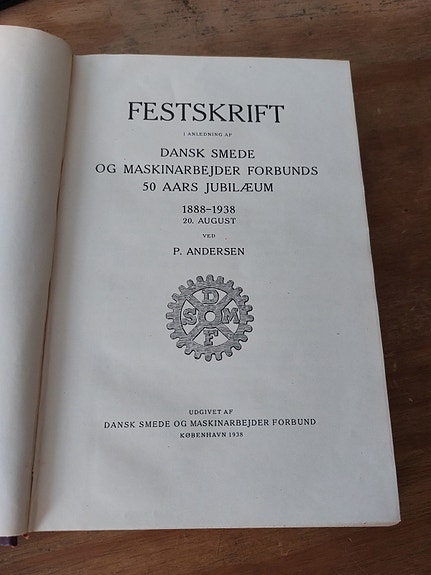 FESTSKRIFT
I ANLEDNING AF
DANSK SMEDE
OG MASKINARBEJDER FORBUNDS
50 AARS JUBILÆUM
1888-1938
20. AUGUST
VED
P. ANDERSEN
D
S M
F
UDGIVET AF
DANSK SMEDE OG MASKINARBEJDER FORBUND
KØBENHAVN 1938